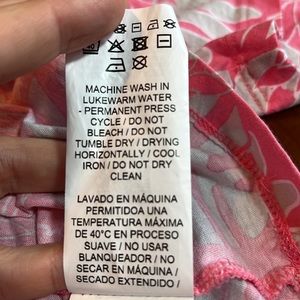 40
MACHINE WASH IN
LUKEWARM WATER
- PERMANENT PRESS
CYCLE / DO NOT
BLEACH / DO NOT
TUMBLE DRY / DRYING
HORIZONTALLY / COOL
IRON / DO NOT DRY
CLEAN
LAVADO EN MÁQUINA
PERMITIDOA UNA
TEMPERATURA MÁXIMA
DE 40°C EN PROCESO
SUAVE / NO USAR
BLANQUEADOR / NO
SECAR EN MÁQUINA /
SECADO EXTENDIDO /